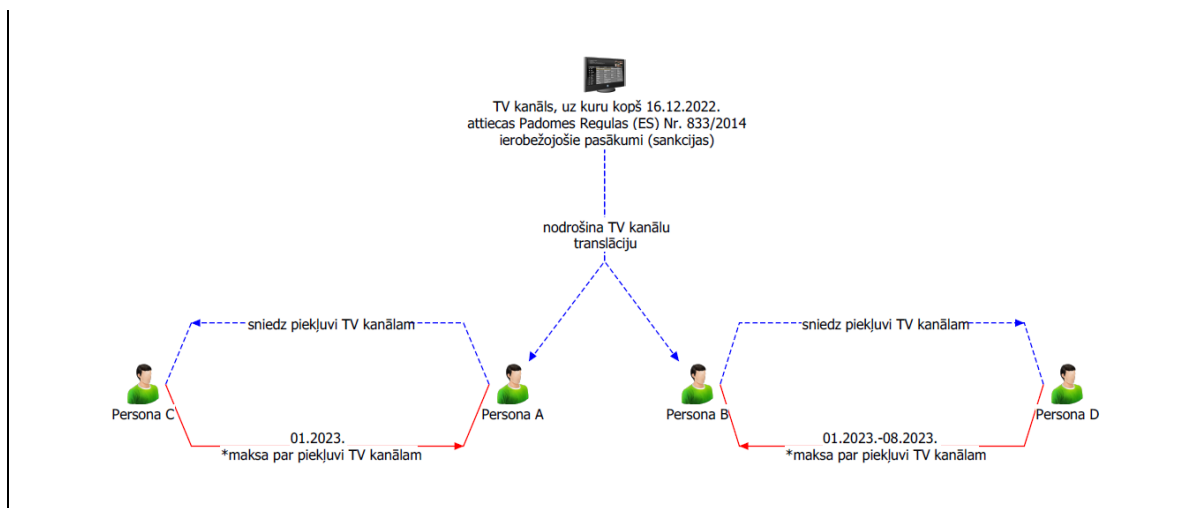 TV kanāls, uz kuru kopš 16.12.2022.
attiecas Padomes Regulas (ES) Nr. 833/2014
ierobežojošie pasākumi (sankcijas)
nodrošina TV kanālu
translāciju
sniedz piekļuvi TV kanālam
sniedz piekļuvi TV kanālam
Persona C
Persona A
Persona B
Persona D
01.2023.
*maksa par piekļuvi TV kanālam
01.2023.-08.2023.
*maksa par piekļuvi TV kanālam